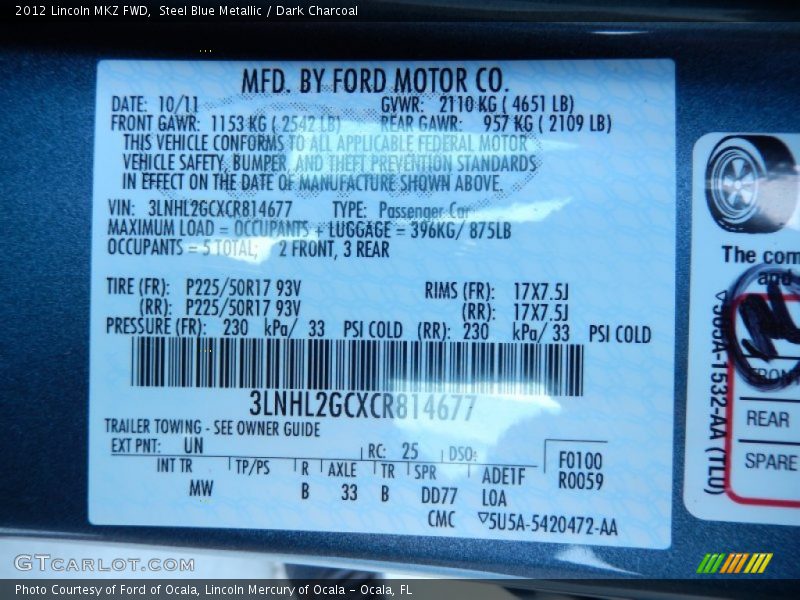 2012 Lincoln MKZ FWD, Steel Blue Metallic / Dark Charcoal
MFD. BY FORD MOTOR CO.
DATE: 10/11 GVWR: 2110 KG ( 4651 LB)
FRONT GAWR: 1153 KG ( 2542 LB) REAR GAWR: 957 KG ( 2109 LB)
THIS VEHICLE CONFORMS TO ALL APPLICABLE FEDERAL MOTOR
VEHICLE SAFETY, BUMPER, AND THEFT PREVENTION STANDARDS
IN EFFECT ON THE DATE OF MANUFACTURE SHOWN ABOVE.
VIN: 3LNHL2GCXCR814677 TYPE: Passenger Car
MAXIMUM LOAD = OCCUPANTS + LUGGAGE = 396KG/ 875LB
OCCUPANTS = 5 TOTAL; 2 FRONT, 3 REAR
TIRE (FR): P225/50R17 93V RIMS (FR): 17X7.5J
(RR): P225/50R17 93V (RR): 17X7.5J
PRESSURE (FR): 230 kPa/ 33 PSI COLD (RR): 230 kPa/ 33 PSI COLD
3LNHL2GCXCR814677
TRAILER TOWING - SEE OWNER GUIDE
EXT PNT: UN RC: 25 DSO: F0100
INT TR TP/PS R AXLE TR SPR ADE1F R0059
MW B 33 B DD77 LOA
CMC ▽5U5A-5420472-AA
The com
and
FRONT
REAR
SPARE
▽5U5A-1532-AA (TL0)
GTCARLOT.COM
Photo Courtesy of Ford of Ocala, Lincoln Mercury of Ocala - Ocala, FL